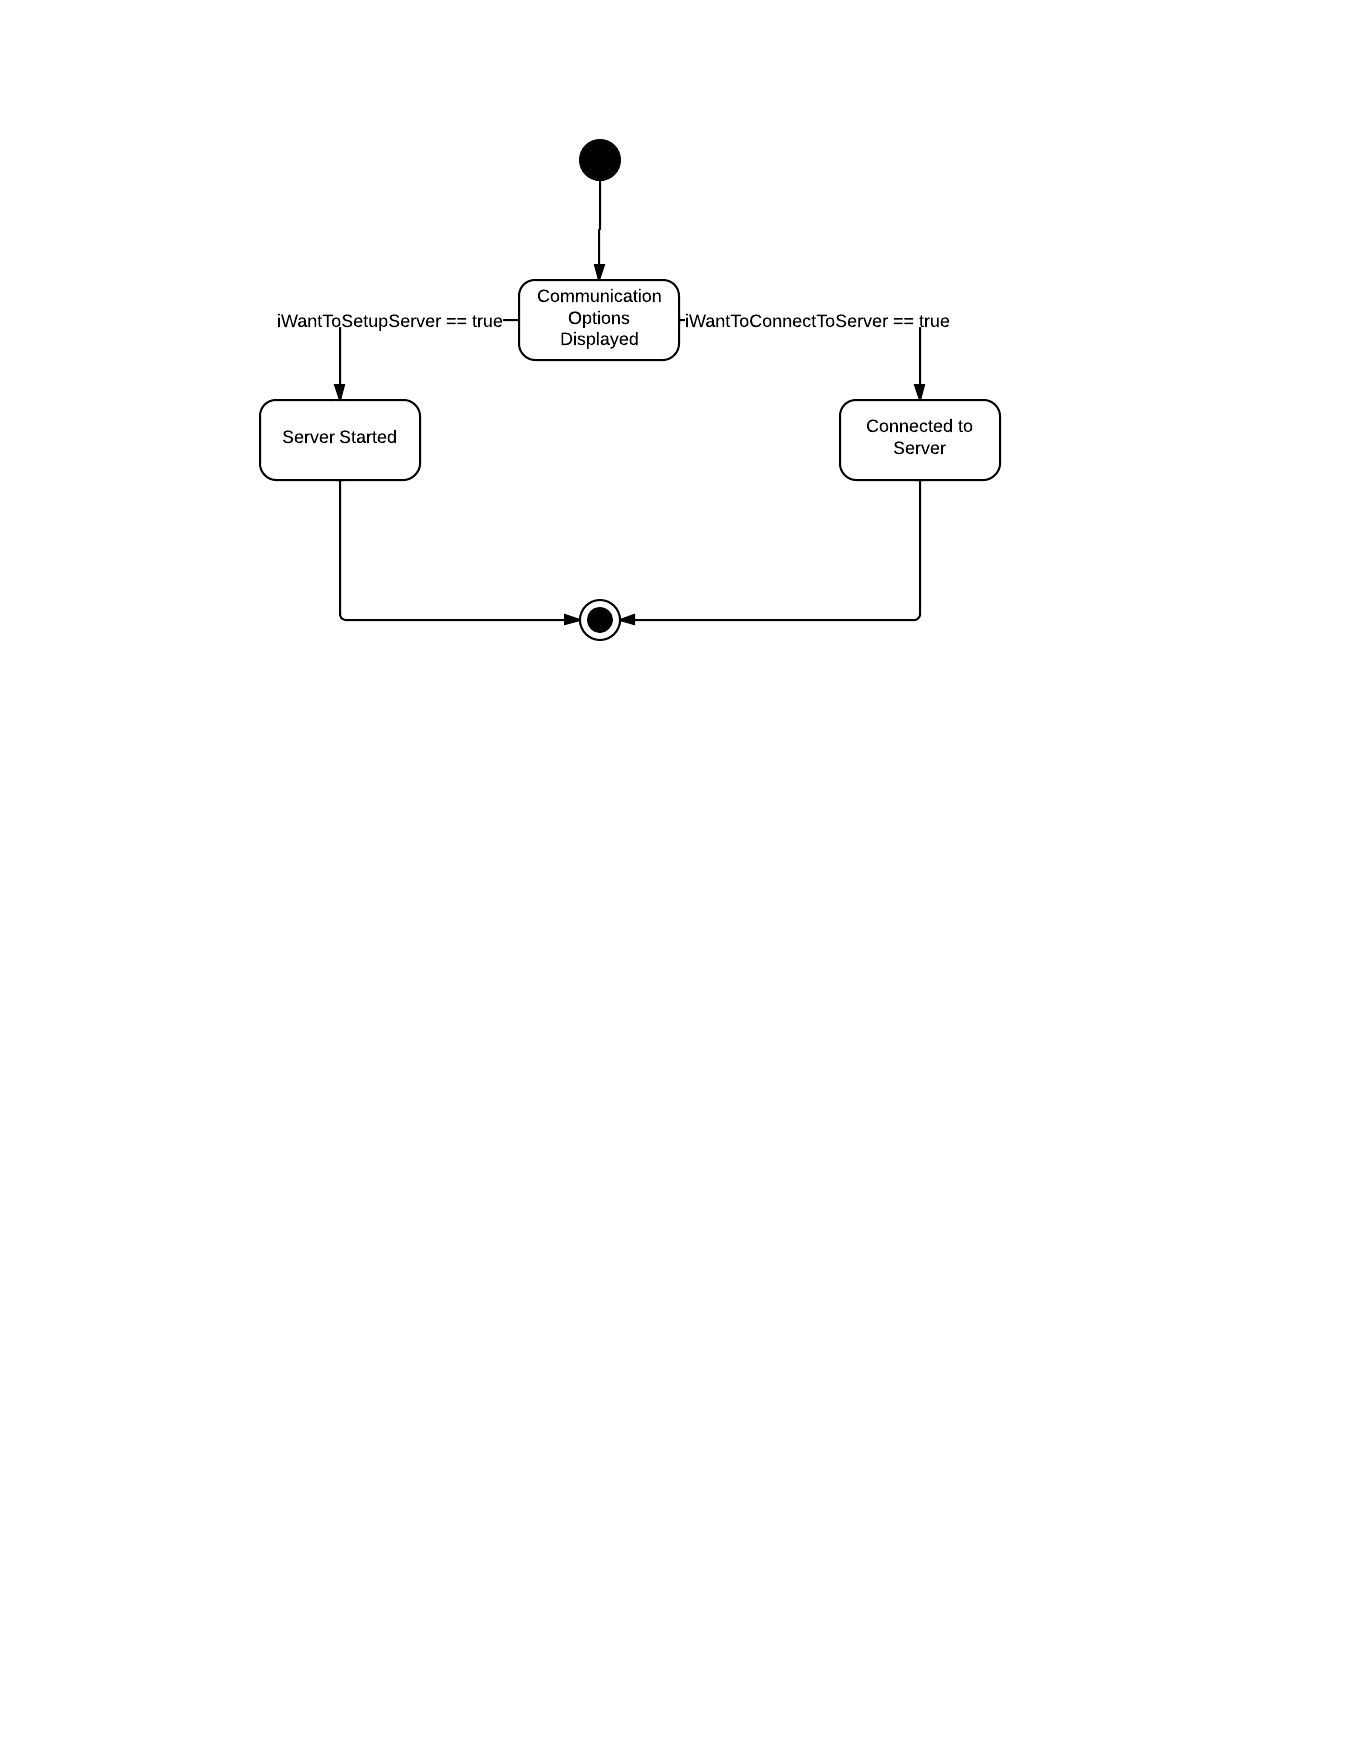 Communication
Options
Displayed
iWantToSetupServer == true
iWantToConnectToServer == true
Server Started
Connected to
Server